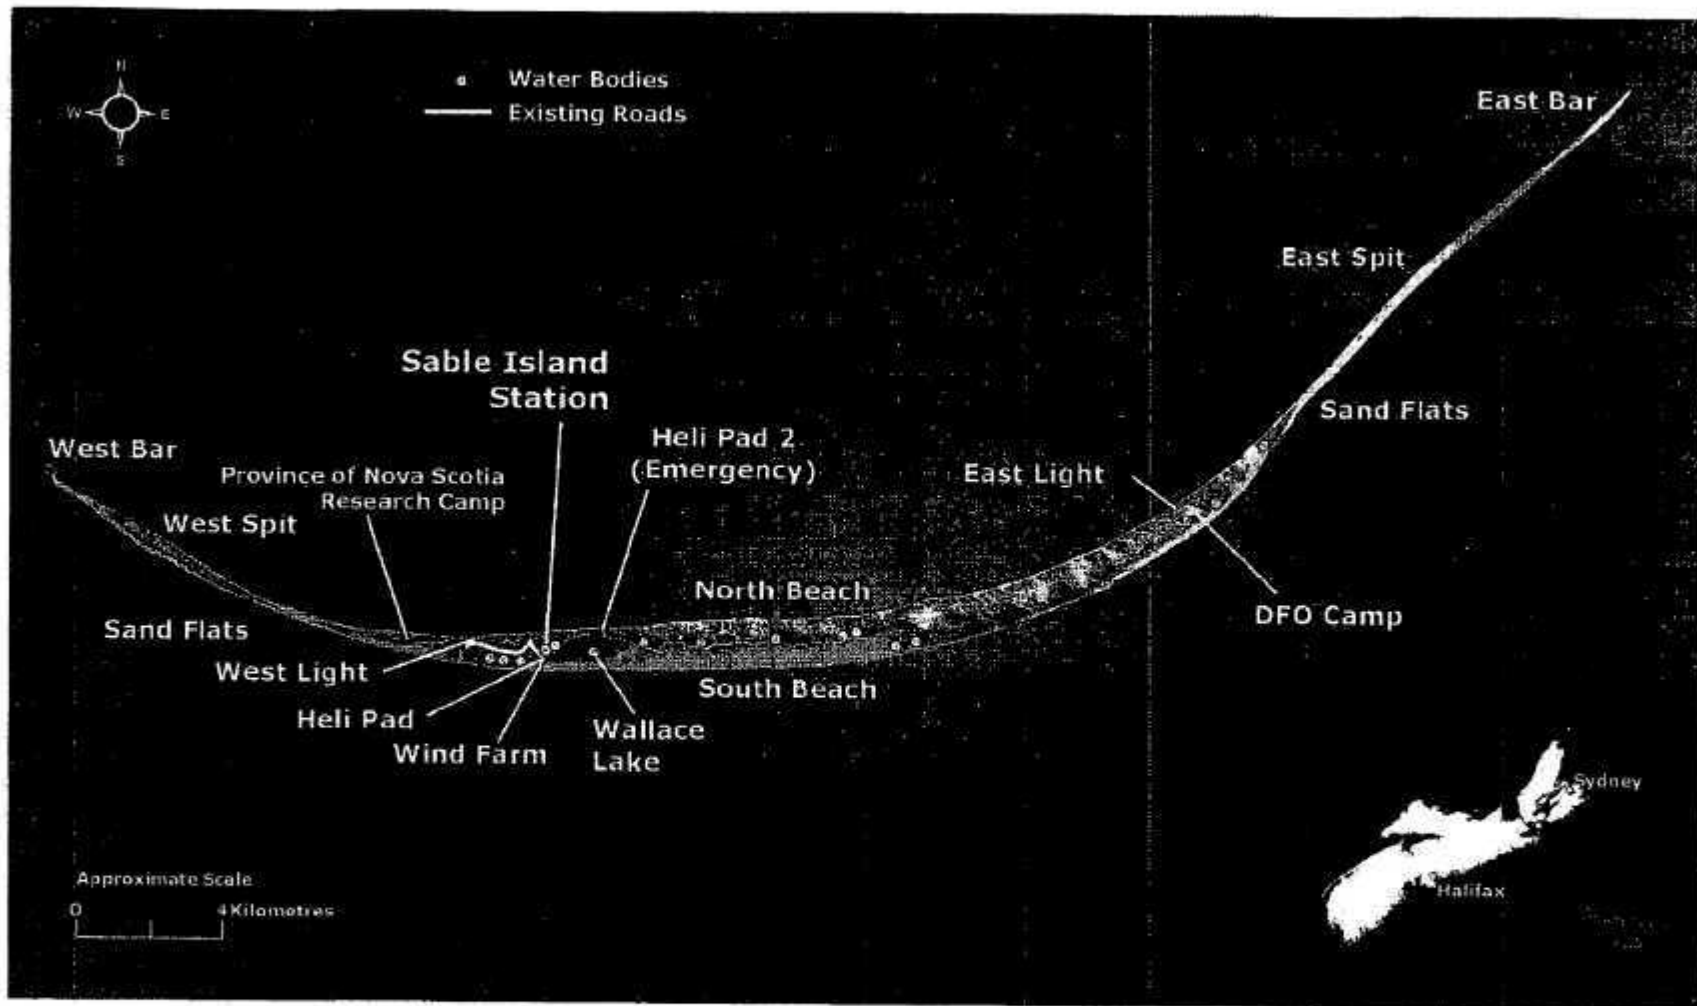 N
W E
S
Water Bodies
Existing Roads
East Bar
East Spit
Sable Island
Station
Sand Flats
Heli Pad 2
(Emergency)
West Bar
East Light
Province of Nova Scotia
Research Camp
West Spit
North Beach
DFO Camp
Sand Flats
West Light
South Beach
Heli Pad
Wallace
Lake
Wind Farm
Sydney
Halifax
Approximate Scale
0 4 Kilometres